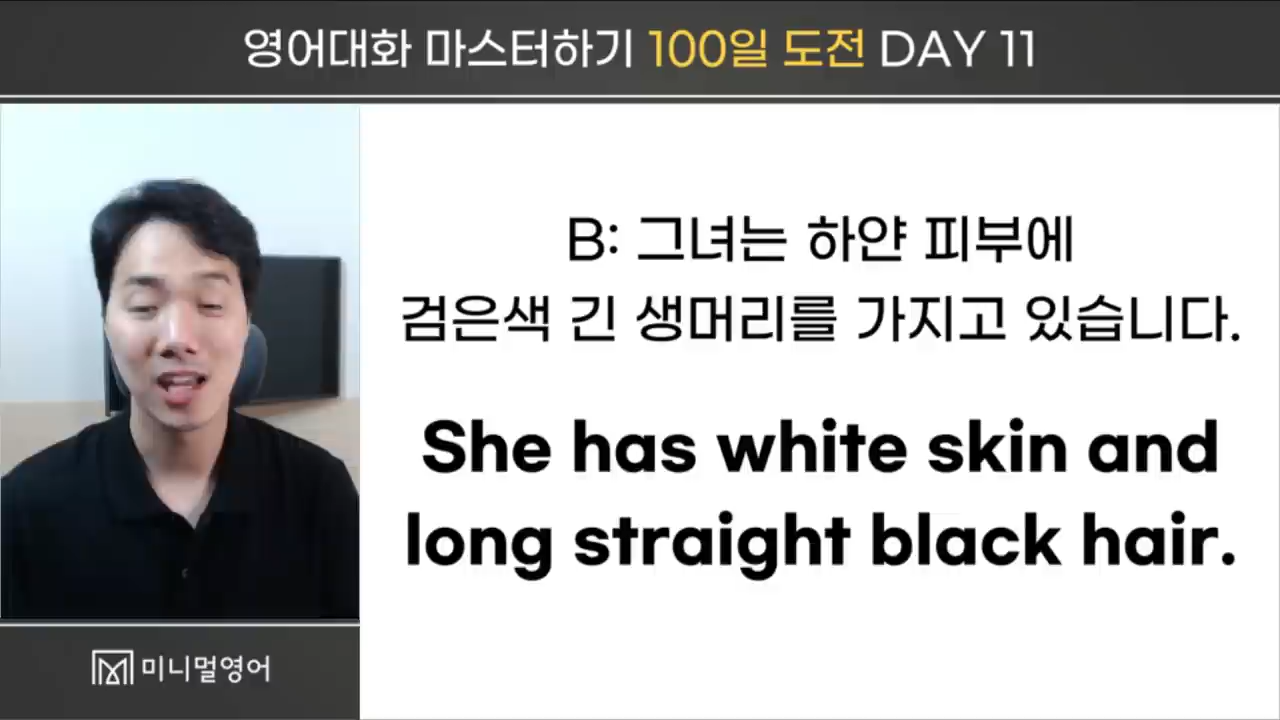 영어대화 마스터하기 100일 도전 DAY 11
B: 그녀는 하얀 피부에
검은색 긴 생머리를 가지고 있습니다.
She has white skin and
long straight black hair.
미니멀영어